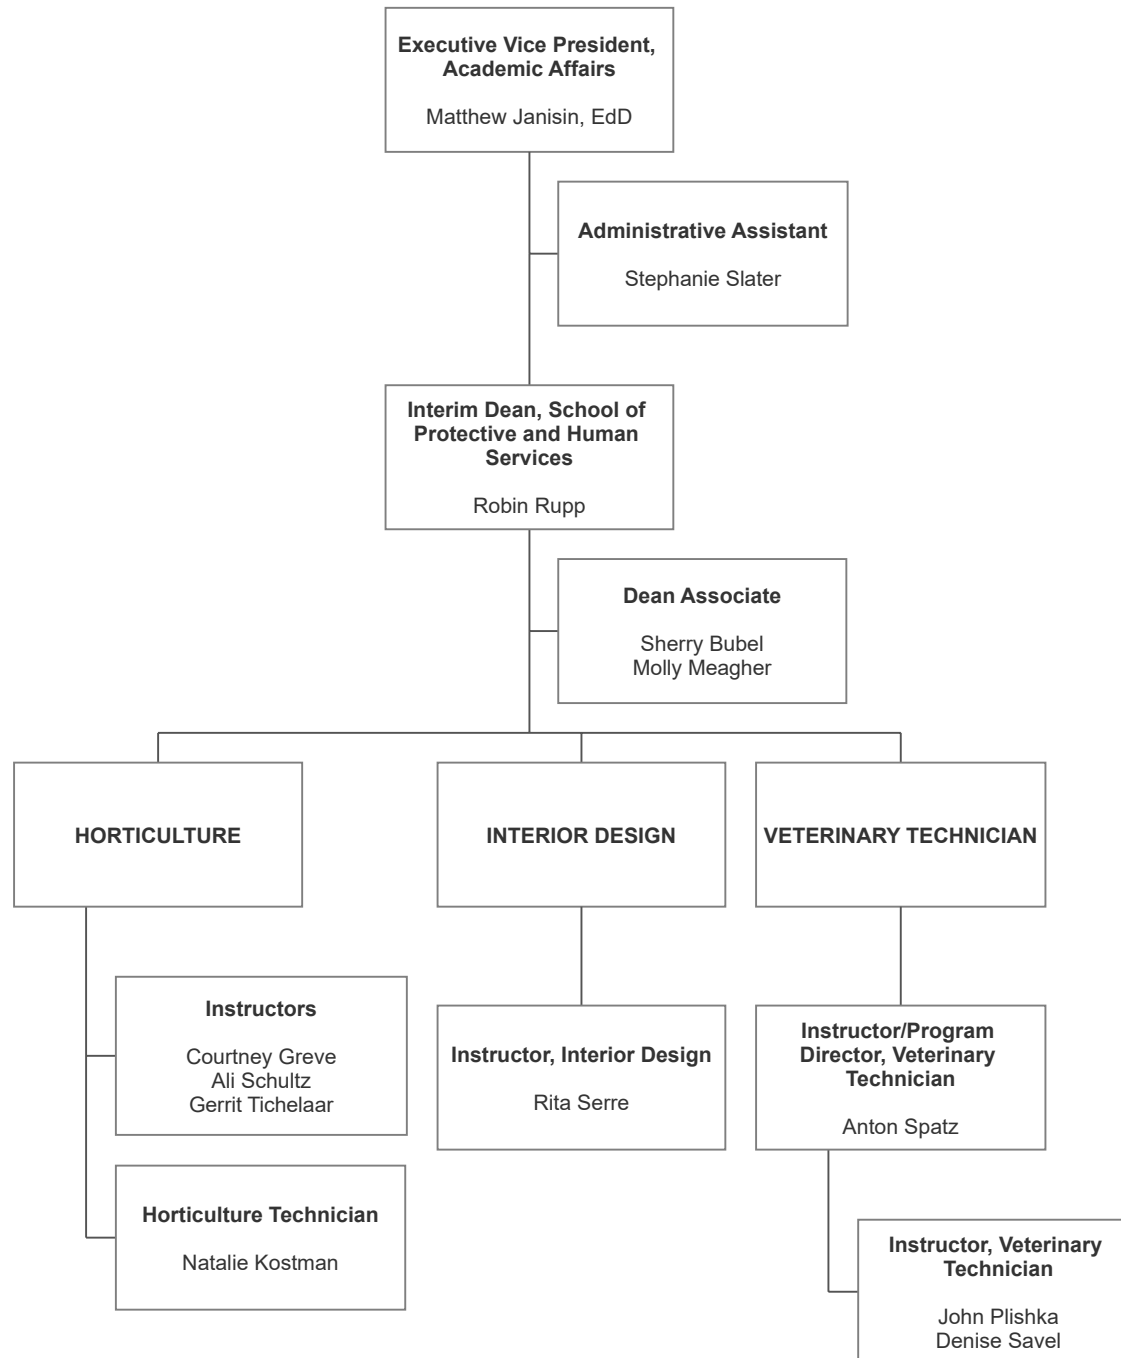 Executive Vice President,
Academic Affairs
Matthew Janisin, EdD
Administrative Assistant
Stephanie Slater
Interim Dean, School of
Protective and Human
Services
Robin Rupp
Dean Associate
Sherry Bubel
Molly Meagher
HORTICULTURE
INTERIOR DESIGN
VETERINARY TECHNICIAN
Instructors
Courtney Greve
Ali Schultz
Gerrit Tichelaar
Horticulture Technician
Natalie Kostman
Instructor, Interior Design
Rita Serre
Instructor/Program
Director, Veterinary
Technician
Anton Spatz
Instructor, Veterinary
Technician
John Plishka
Denise Savel